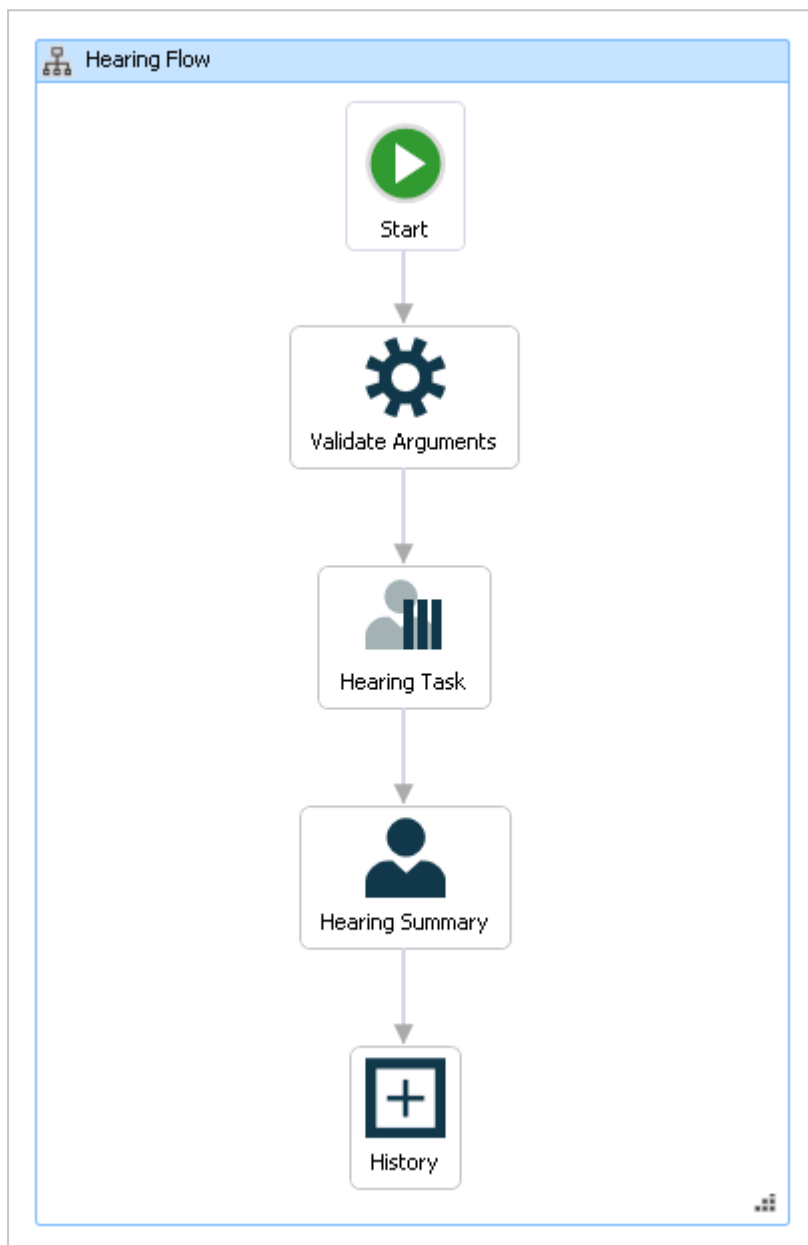 Hearing Flow
Start
Validate Arguments
Hearing Task
Hearing Summary
History